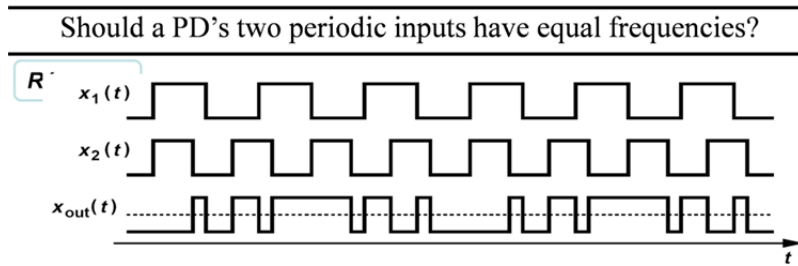 Should a PD’s two periodic inputs have equal frequencies?
R
x₁(t)
x₂(t)
xout(t)
t